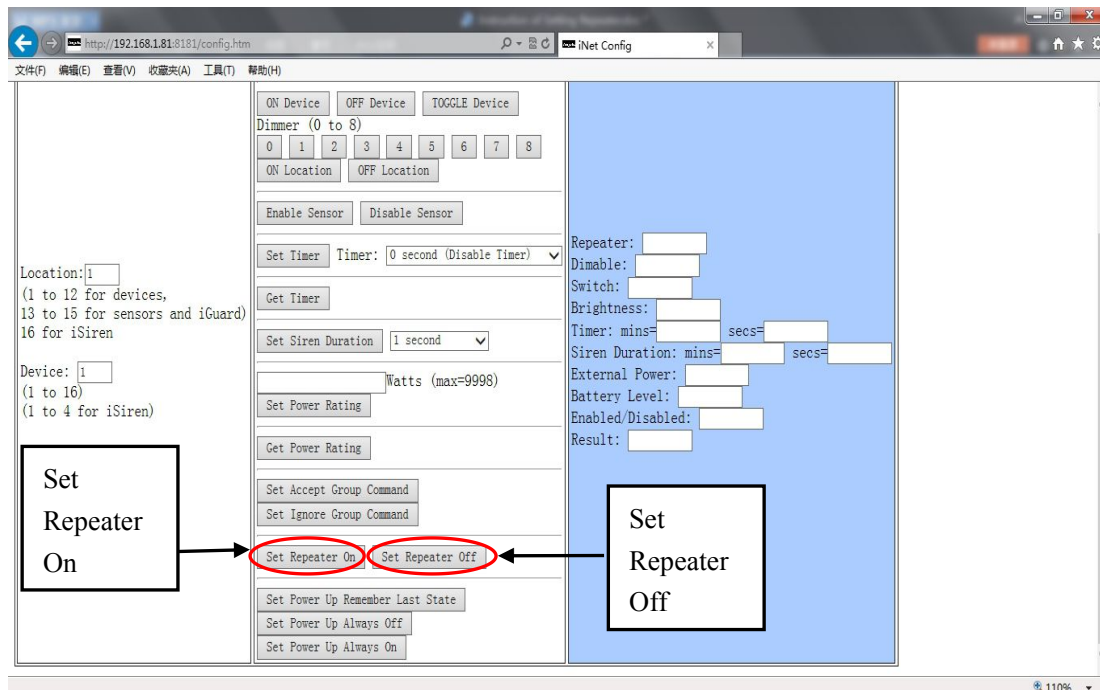 http://192.168.1.81:8181/config.htm
iNet Config
文件(F) 编辑(E) 查看(V) 收藏夹(A) 工具(T) 帮助(H)
Location: 1
(1 to 12 for devices,
13 to 15 for sensors and iGuard)
16 for iSiren
Device: 1
(1 to 16)
(1 to 4 for iSiren)
Set
Repeater
On
ON Device OFF Device TOGGLE Device
Dimmer (0 to 8)
0 1 2 3 4 5 6 7 8
ON Location OFF Location
Enable Sensor Disable Sensor
Set Timer Timer: 0 second (Disable Timer)
Get Timer
Set Siren Duration 1 second
Watts (max=9998)
Set Power Rating
Get Power Rating
Set Accept Group Command
Set Ignore Group Command
Set Repeater On Set Repeater Off
Set Power Up Remember Last State
Set Power Up Always Off
Set Power Up Always On
Repeater:
Dimable:
Switch:
Brightness:
Timer: mins= secs=
Siren Duration: mins= secs=
External Power:
Battery Level:
Enabled/Disabled:
Result:
Set
Repeater
Off
110%